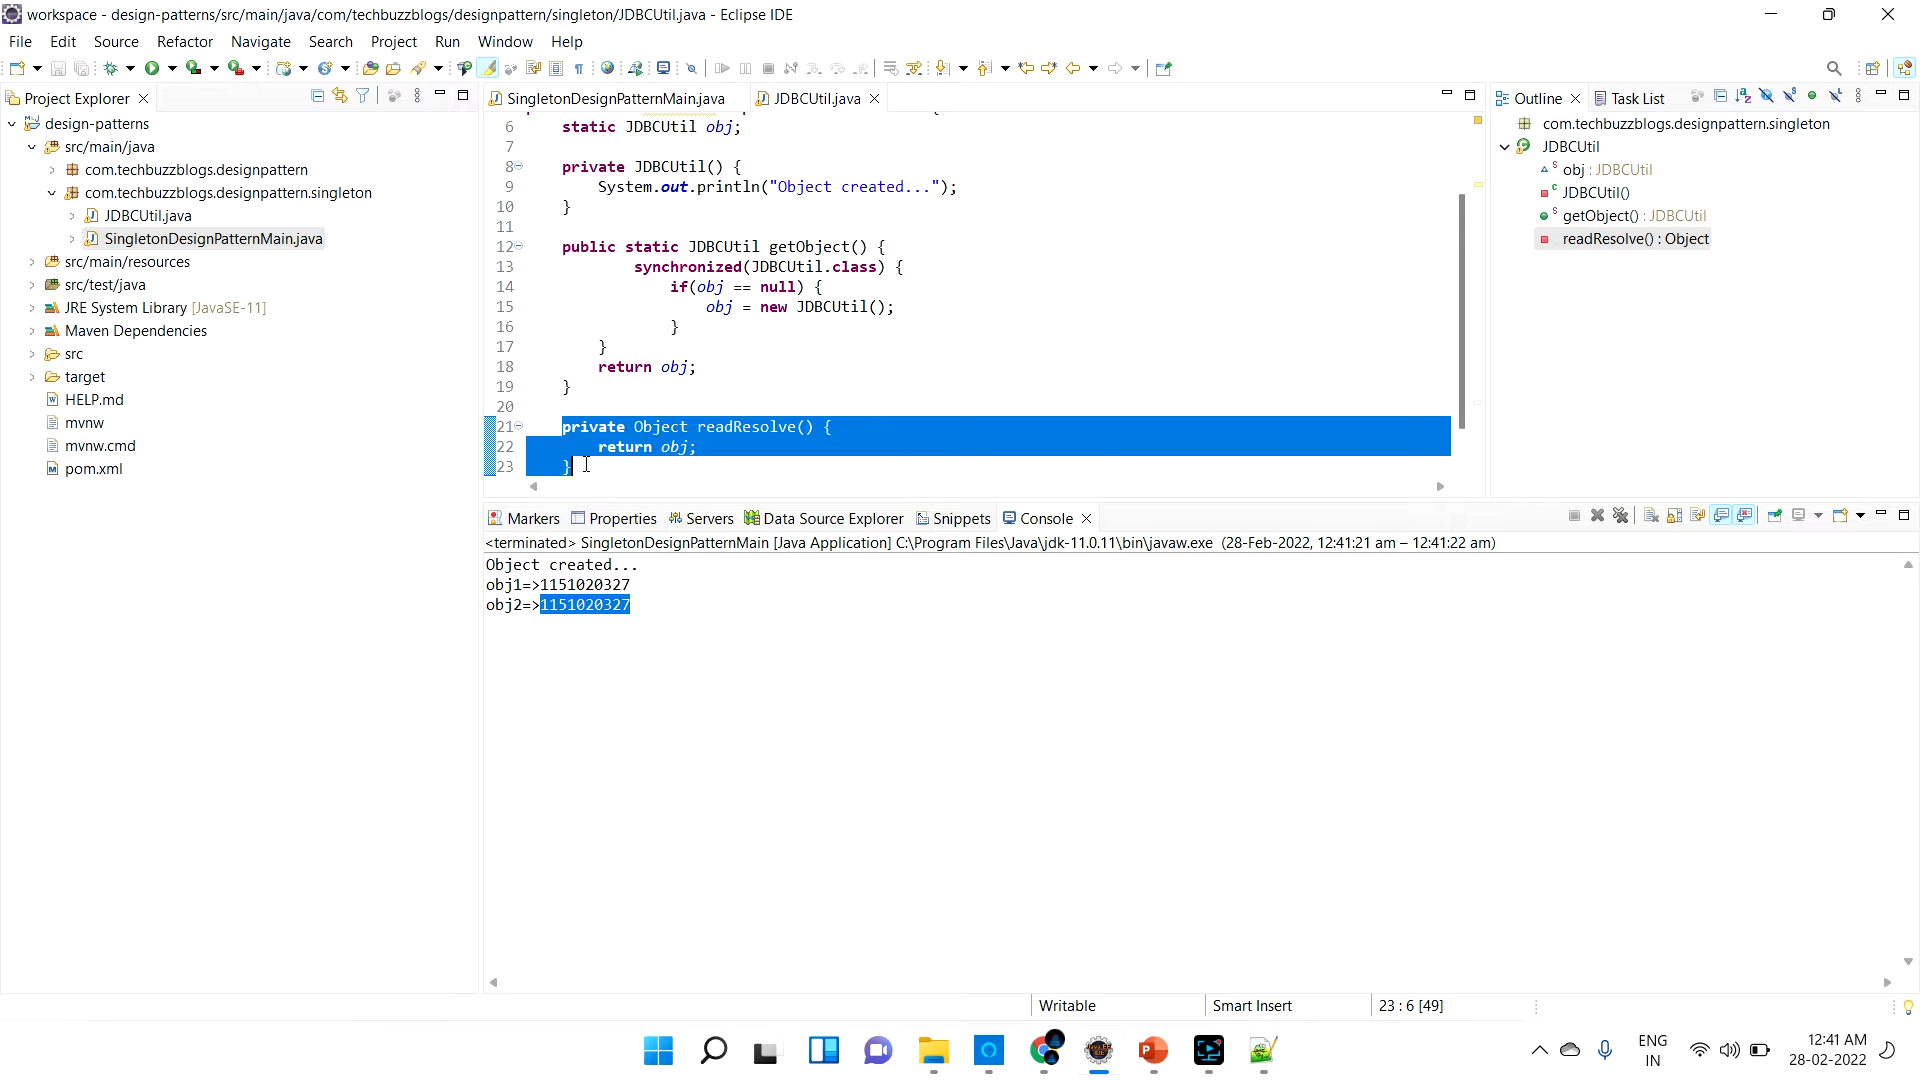 workspace - design-patterns/src/main/java/com/techbuzzblogs/designpattern/singleton/JDBCUtil.java - Eclipse IDE
File Edit Source Refactor Navigate Search Project Run Window Help
Project Explorer
design-patterns
src/main/java
com.techbuzzblogs.designpattern
com.techbuzzblogs.designpattern.singleton
JDBCUtil.java
SingletonDesignPatternMain.java
src/main/resources
src/test/java
JRE System Library [JavaSE-11]
Maven Dependencies
src
target
HELP.md
mvnw
mvnw.cmd
pom.xml
SingletonDesignPatternMain.java JDBCUtil.java
6 static JDBCUtil obj;
7
8 private JDBCUtil() {
9 System.out.println("Object created...");
10 }
11
12 public static JDBCUtil getObject() {
13 synchronized(JDBCUtil.class) {
14 if(obj == null) {
15 obj = new JDBCUtil();
16 }
17 }
18 return obj;
19 }
20
21 private Object readResolve() {
22 return obj;
23 }
Outline Task List
com.techbuzzblogs.designpattern.singleton
JDBCUtil
obj : JDBCUtil
JDBCUtil()
getObject() : JDBCUtil
readResolve() : Object
Markers Properties Servers Data Source Explorer Snippets Console
<terminated> SingletonDesignPatternMain [Java Application] C:\Program Files\Java\jdk-11.0.11\bin\javaw.exe (28-Feb-2022, 12:41:21 am – 12:41:22 am)
Object created...
obj1=>1151020327
obj2=>1151020327
Writable Smart Insert 23 : 6 [49]
ENG
IN
12:41 AM
28-02-2022